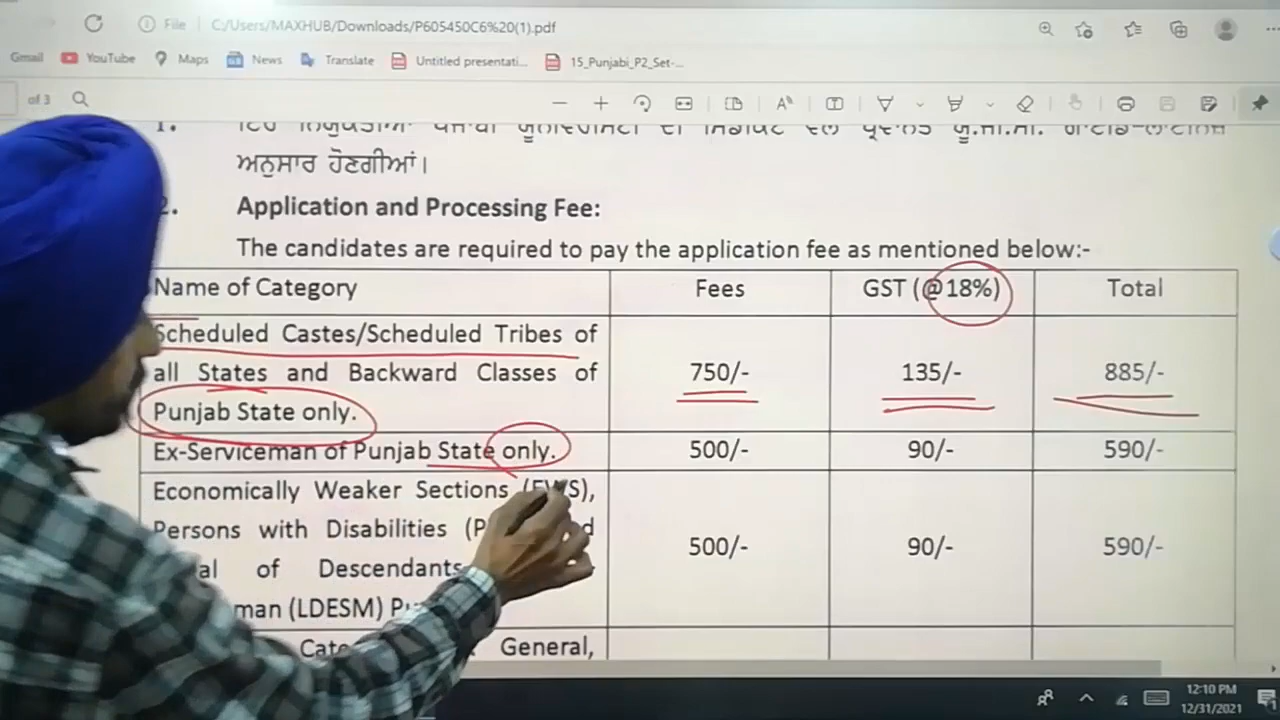 File C:/Users/MAXHUB/Downloads/P605450C6%20(1).pdf
Gmail YouTube Maps News Translate Untitled presentati... 15_Punjabi_P2_Set-...
of 3
1.
ਅਨੁਸਾਰ ਹੋਣਗੀਆਂ।
2. Application and Processing Fee:
The candidates are required to pay the application fee as mentioned below:-
Name of Category Fees GST (@18%) Total
Scheduled Castes/Scheduled Tribes of
all States and Backward Classes of 750/- 135/- 885/-
Punjab State only.
Ex-Serviceman of Punjab State only. 500/- 90/- 590/-
Economically Weaker Sections (EWS),
Persons with Disabilities
of Descendants 500/- 90/- 590/-
man (LDESM)
General,
12:10 PM
12/31/2021